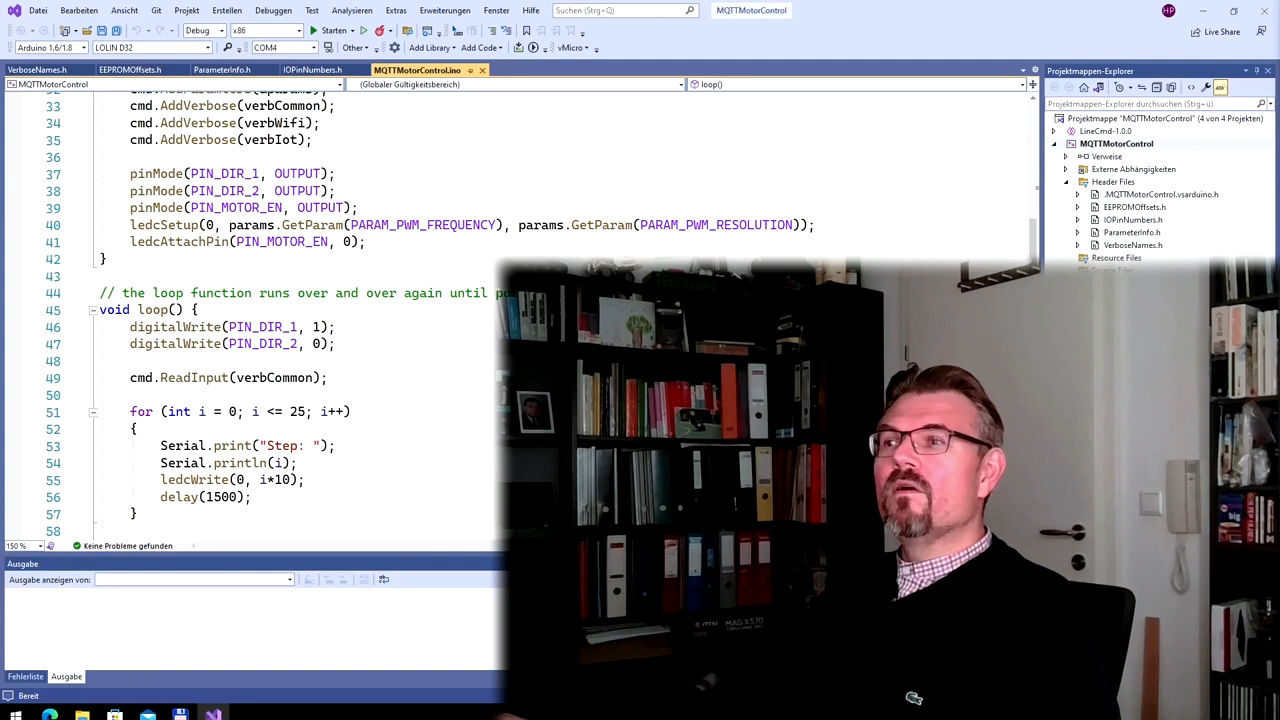 Datei Bearbeiten Ansicht Git Projekt Erstellen Debuggen Test Analysieren Extras Erweiterungen Fenster Hilfe Suchen (Strg+Q) MQTTMotorControl HP
Debug x86 Starten Live Share
Arduino 1.6/1.8 LOLIN D32 COM4 Other Add Library Add Code vMicro
VerboseNames.h EEPROMOffsets.h ParameterInfo.h IOPinNumbers.h MQTTMotorControl.ino Projektmappen-Explorer
MQTTMotorControl (Globaler Gültigkeitsbereich) loop()
Projektmappen-Explorer durchsuchen (Strg+ü)
Projektmappe "MQTTMotorControl" (4 von 4 Projekten)
LineCmd-1.0.0
MQTTMotorControl
Verweise
Externe Abhängigkeiten
Header Files
.MQTTMotorControl.vsarduino.h
EEPROMOffsets.h
IOPinNumbers.h
ParameterInfo.h
VerboseNames.h
Resource Files
Source Files
33 cmd.AddVerbose(verbCommon);
34 cmd.AddVerbose(verbWifi);
35 cmd.AddVerbose(verbIot);
36
37 pinMode(PIN_DIR_1, OUTPUT);
38 pinMode(PIN_DIR_2, OUTPUT);
39 pinMode(PIN_MOTOR_EN, OUTPUT);
40 ledcSetup(0, params.GetParam(PARAM_PWM_FREQUENCY), params.GetParam(PARAM_PWM_RESOLUTION));
41 ledcAttachPin(PIN_MOTOR_EN, 0);
42 }
43
44 // the loop function runs over and over again until
45 void loop() {
46 digitalWrite(PIN_DIR_1, 1);
47 digitalWrite(PIN_DIR_2, 0);
48
49 cmd.ReadInput(verbCommon);
50
51 for (int i = 0; i <= 25; i++)
52 {
53 Serial.print("Step: ");
54 Serial.println(i);
55 ledcWrite(0, i*10);
56 delay(1500);
57 }
58
150 % Keine Probleme gefunden
Ausgabe
Ausgabe anzeigen von:
MAG X570
Fehlerliste Ausgabe
Bereit